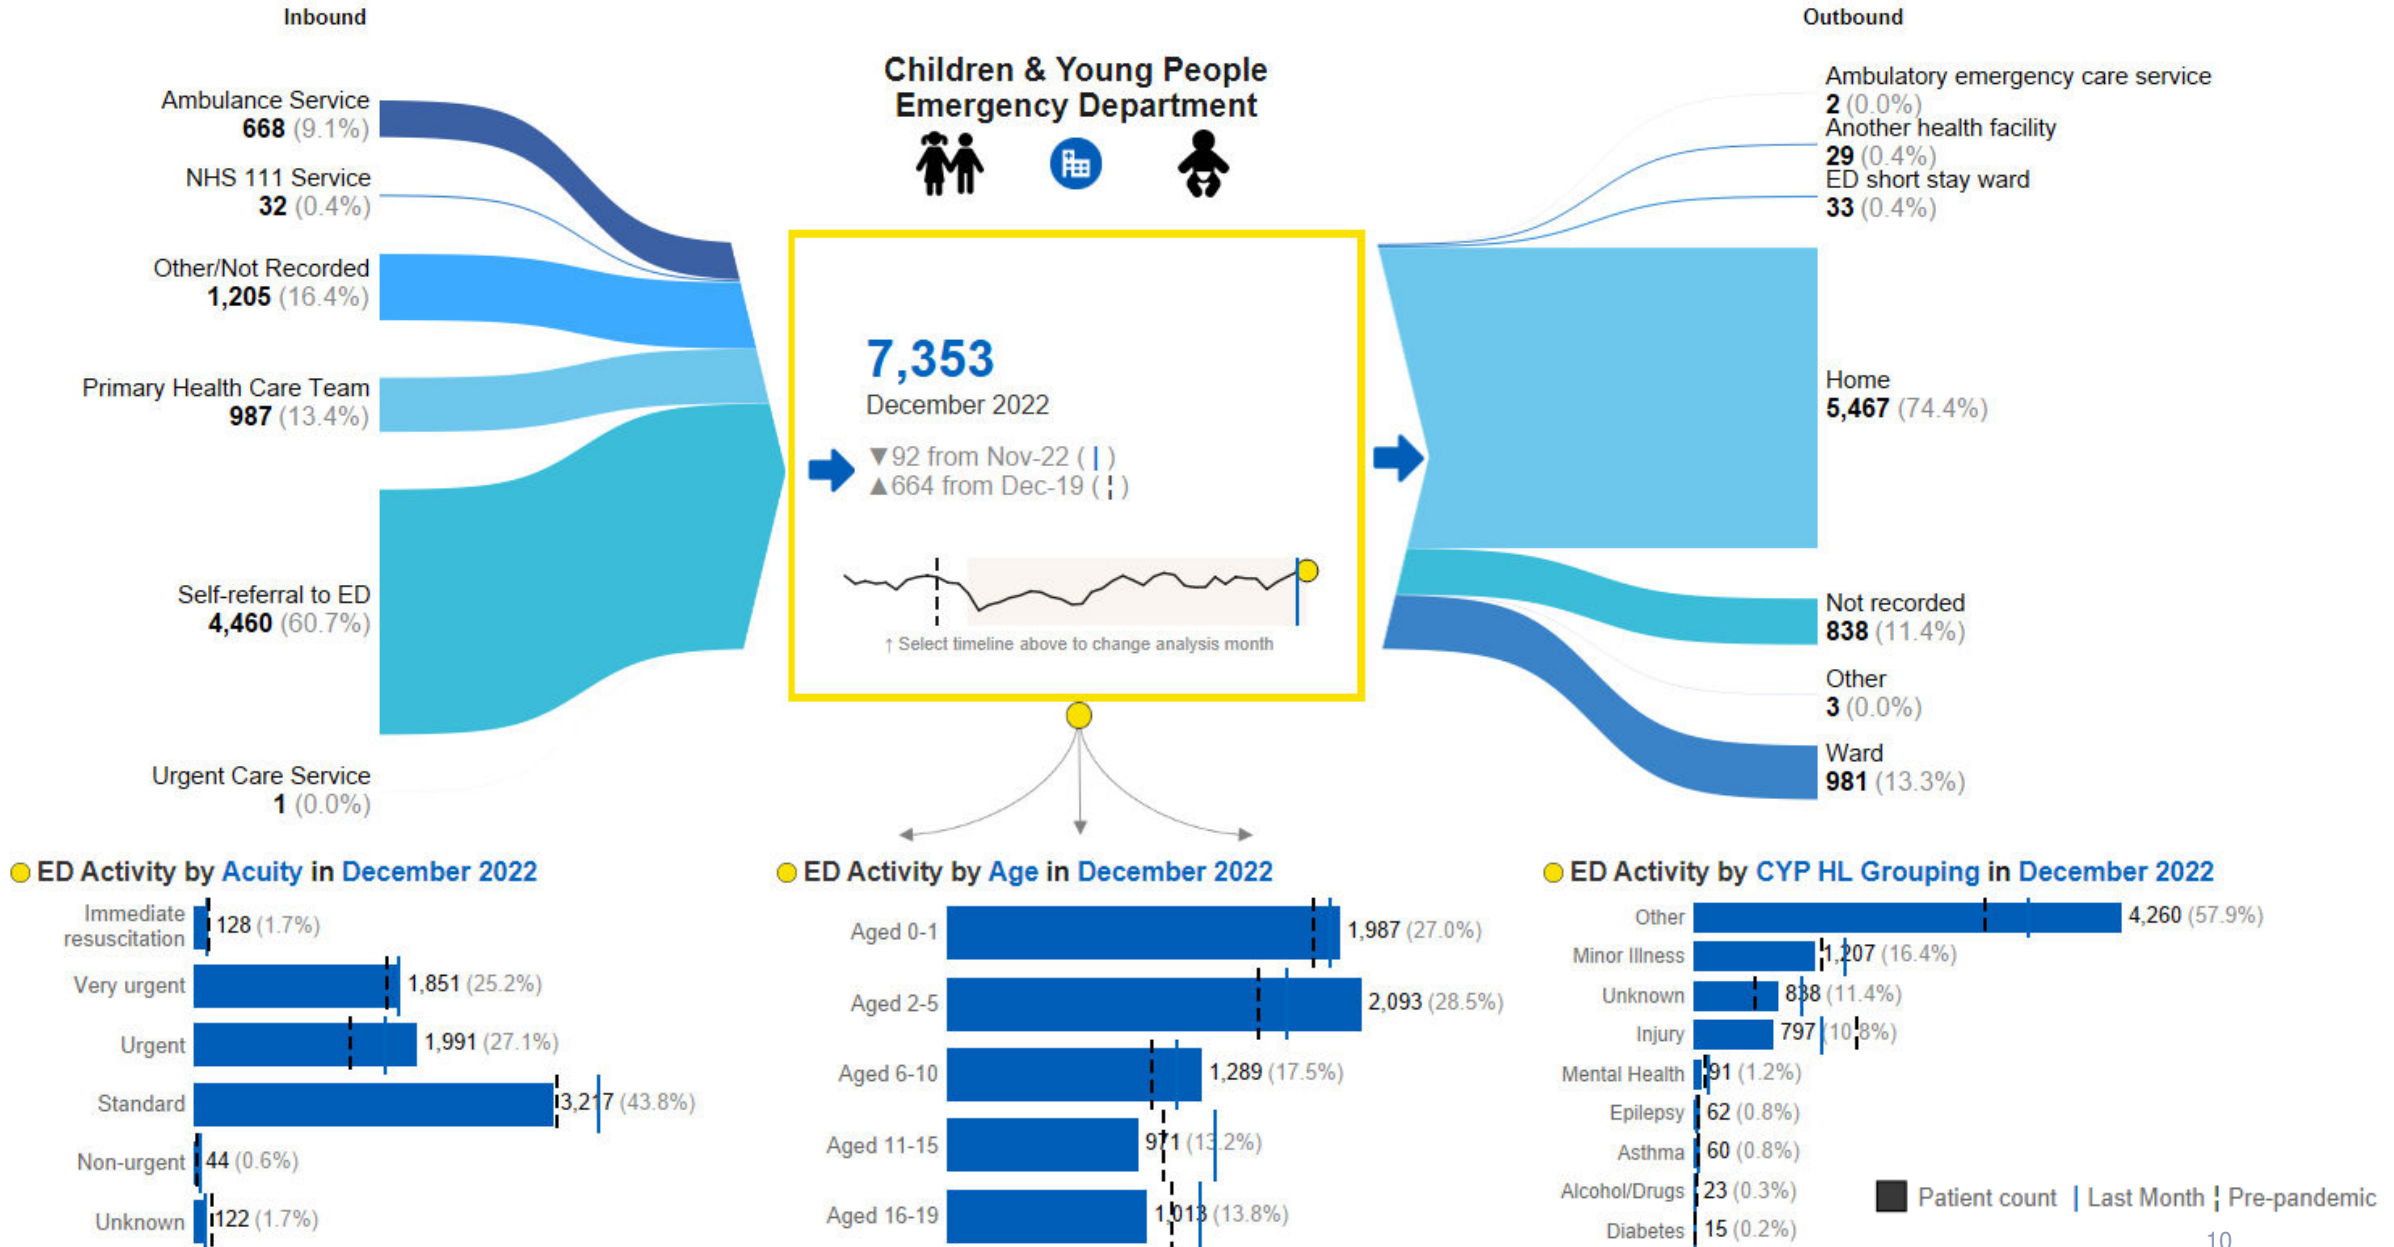 Inbound
Ambulance Service
668 (9.1%)
NHS 111 Service
32 (0.4%)
Other/Not Recorded
1,205 (16.4%)
Primary Health Care Team
987 (13.4%)
Self-referral to ED
4,460 (60.7%)
Urgent Care Service
1 (0.0%)
Children & Young People
Emergency Department
7,353
December 2022
▼92 from Nov-22 ( | )
▲664 from Dec-19 ( ¦ )
↑ Select timeline above to change analysis month
Outbound
Ambulatory emergency care service
2 (0.0%)
Another health facility
29 (0.4%)
ED short stay ward
33 (0.4%)
Home
5,467 (74.4%)
Not recorded
838 (11.4%)
Other
3 (0.0%)
Ward
981 (13.3%)
ED Activity by Acuity in December 2022
Immediate
resuscitation
128 (1.7%)
Very urgent
1,851 (25.2%)
Urgent
1,991 (27.1%)
Standard
3,217 (43.8%)
Non-urgent
44 (0.6%)
Unknown
122 (1.7%)
ED Activity by Age in December 2022
Aged 0-1
1,987 (27.0%)
Aged 2-5
2,093 (28.5%)
Aged 6-10
1,289 (17.5%)
Aged 11-15
971 (13.2%)
Aged 16-19
1,013 (13.8%)
ED Activity by CYP HL Grouping in December 2022
Other
4,260 (57.9%)
Minor Illness
1,207 (16.4%)
Unknown
838 (11.4%)
Injury
797 (10.8%)
Mental Health
91 (1.2%)
Epilepsy
62 (0.8%)
Asthma
60 (0.8%)
Alcohol/Drugs
23 (0.3%)
Diabetes
15 (0.2%)
Patient count | Last Month ¦ Pre-pandemic
10